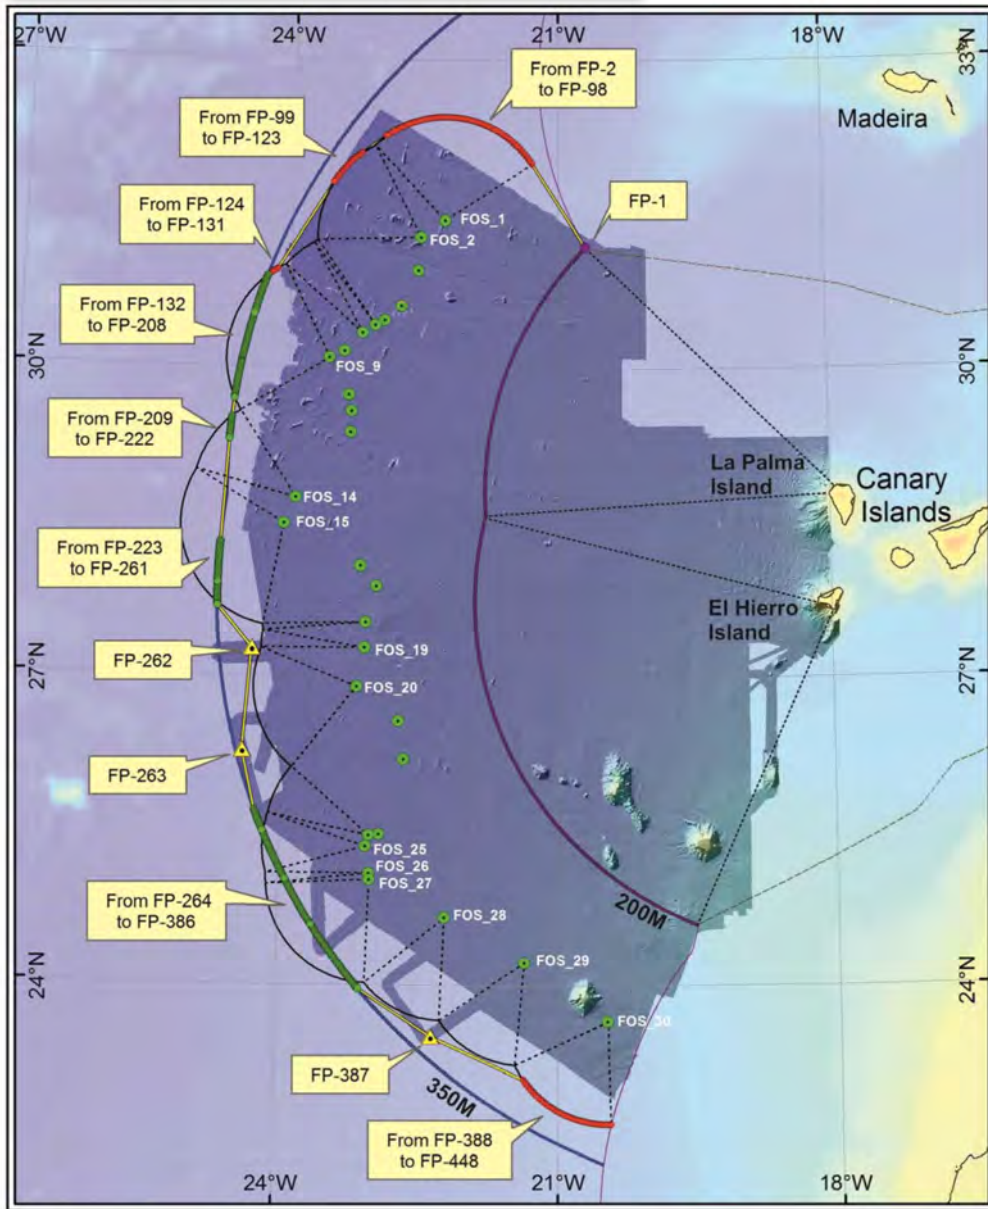 27°W
24°W
21°W
18°W
33°N
From FP-2
to FP-98
From FP-99
to FP-123
Madeira
FP-1
From FP-124
to FP-131
FOS_1
FOS_2
From FP-132
to FP-208
30°N
30°N
FOS_9
From FP-209
to FP-222
La Palma
Island
Canary
Islands
FOS_14
FOS_15
From FP-223
to FP-261
El Hierro
Island
FP-262
FOS_19
27°N
27°N
FOS_20
FP-263
FOS_25
FOS_26
FOS_27
From FP-264
to FP-386
200M
FOS_28
FOS_29
24°N
24°N
FOS_30
FP-387
350M
From FP-388
to FP-448
24°W
21°W
18°W